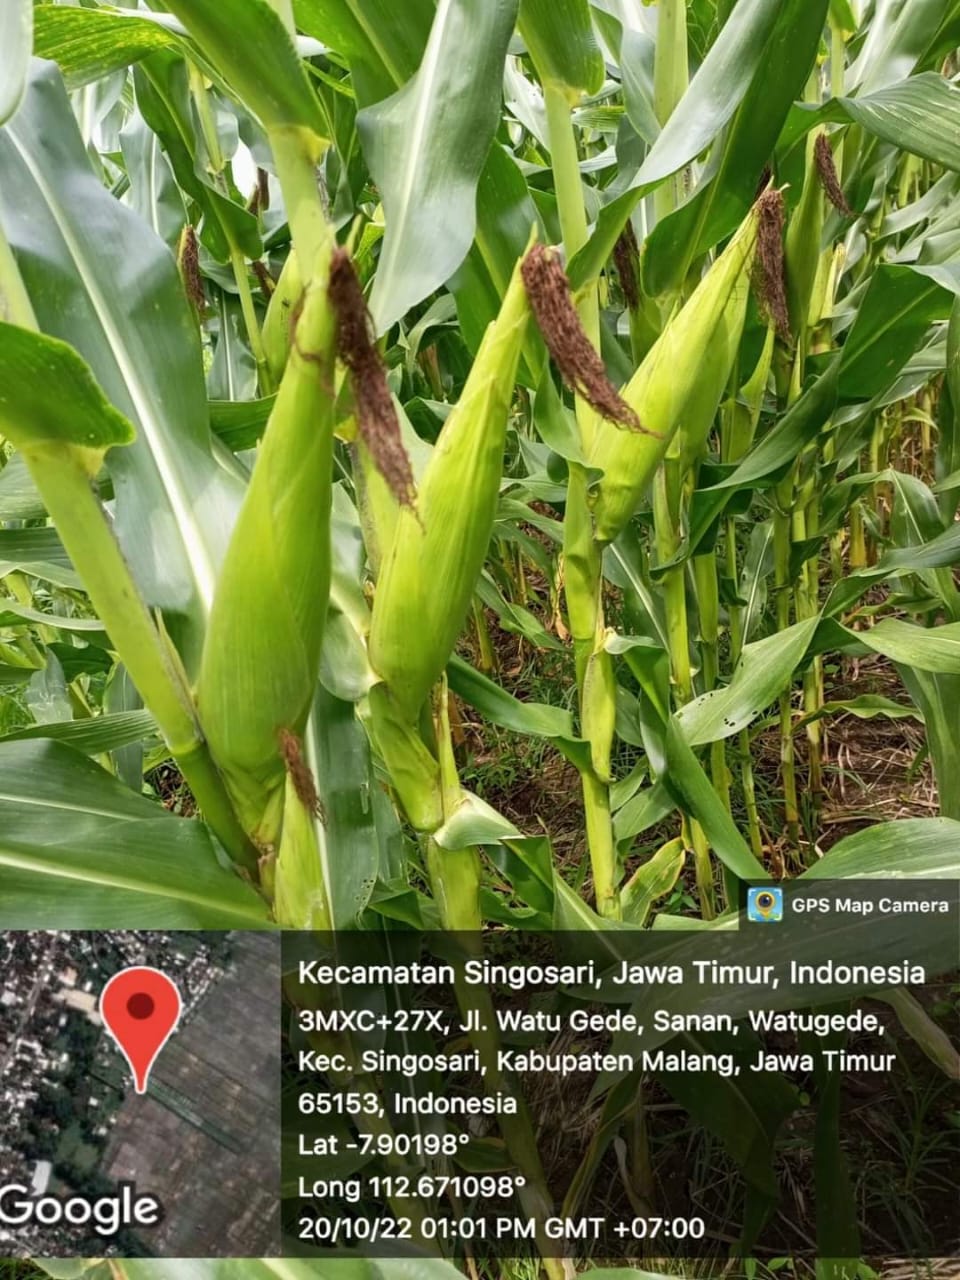 GPS Map Camera
Kecamatan Singosari, Jawa Timur, Indonesia
3MXC+27X, Jl. Watu Gede, Sanan, Watugede,
Kec. Singosari, Kabupaten Malang, Jawa Timur
65153, Indonesia
Lat -7.90198°
Long 112.671098°
20/10/22 01:01 PM GMT +07:00
Google